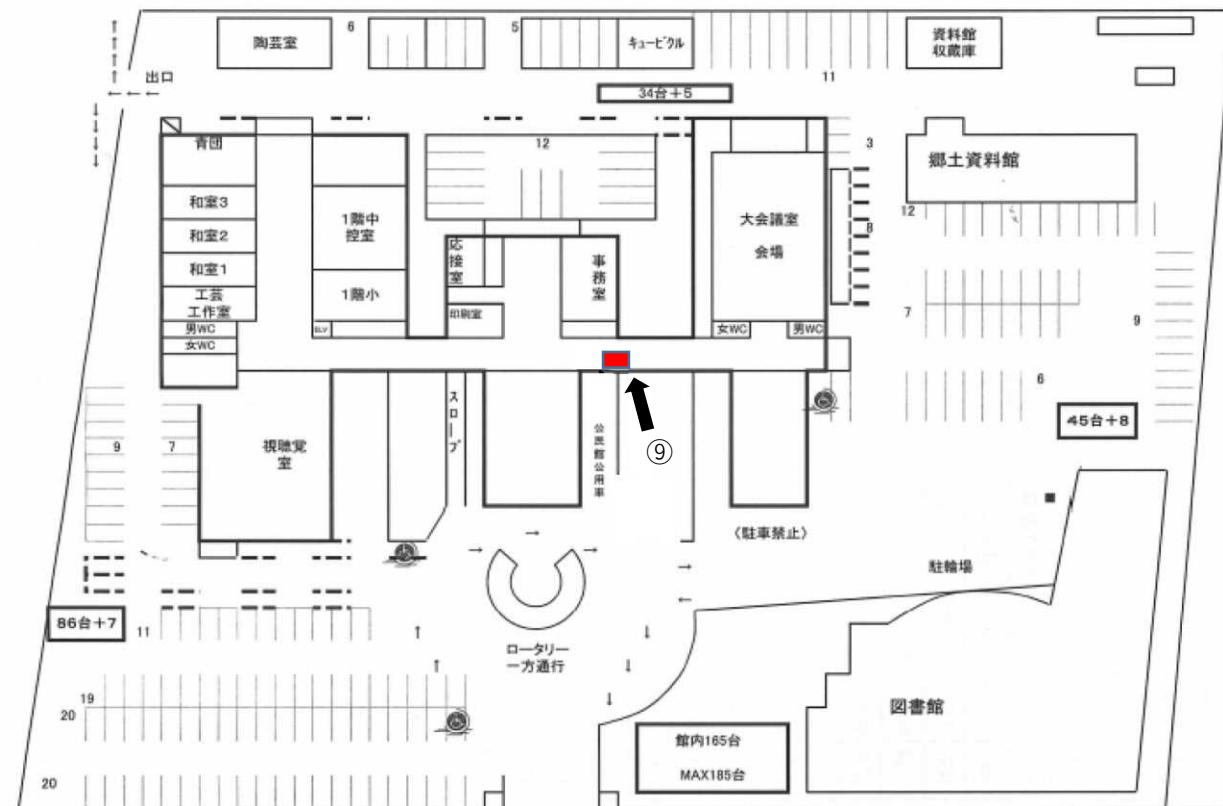 6
5
陶芸室
キュービクル
資料館
収蔵庫
11
出口
34台+5
青団
12
3
郷土資料館
和室3
和室2
和室1
工芸
工作室
男WC
女WC
1階中
控室
1階小
ELV
応接室
印刷室
事務室
大会議室
会場
女WC
男WC
12
8
7
9
6
45台+8
スロープ
公民館公用車
⑨
9
7
視聴覚
室
〈駐車禁止〉
駐輪場
86台+7
11
ロータリー
一方通行
19
20
図書館
館内165台
MAX185台
20